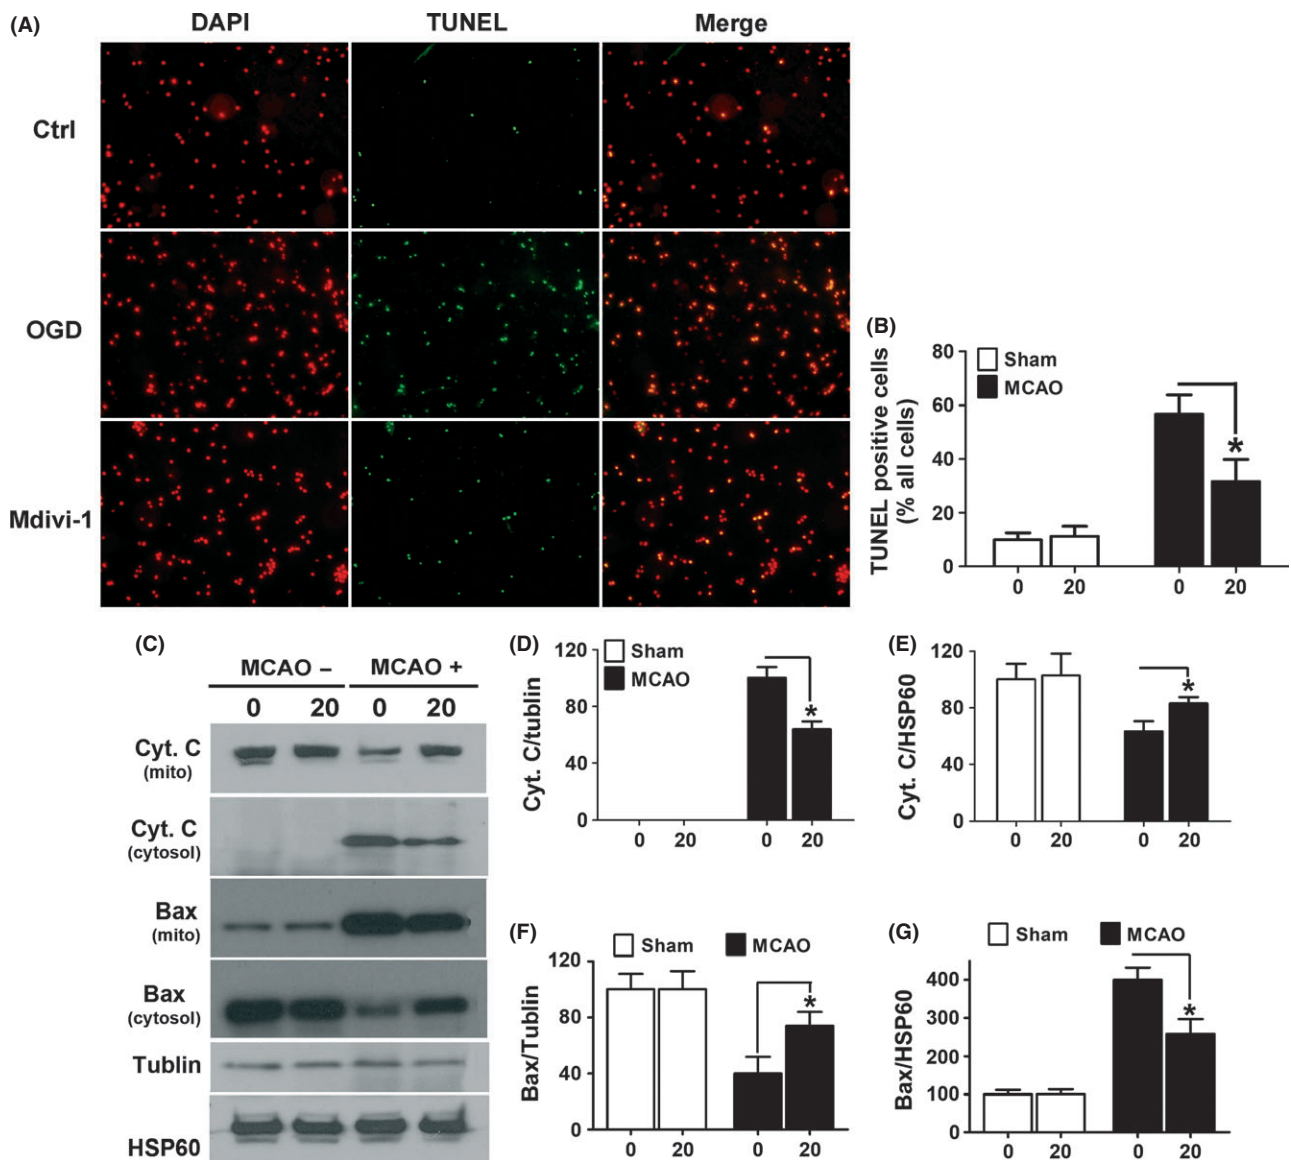 (A)
DAPI TUNEL Merge
Ctrl
OGD
Mdivi-1
(B)
TUNEL positive cells
(% all cells)
Sham
MCAO
80
60
40
20
0
*
0 20 0 20
(C)
MCAO – MCAO +
0 20 0 20
Cyt. C
(mito)
Cyt. C
(cytosol)
Bax
(mito)
Bax
(cytosol)
Tublin
HSP60
(D)
Cyt. C/tublin
Sham
MCAO
120
80
40
0
*
0 20 0 20
(E)
Cyt. C/HSP60
120
80
40
0
*
0 20 0 20
(F)
Sham MCAO
Bax/Tublin
120
80
40
0
*
0 20 0 20
(G)
Sham MCAO
Bax/HSP60
400
300
200
100
0
*
0 20 0 20